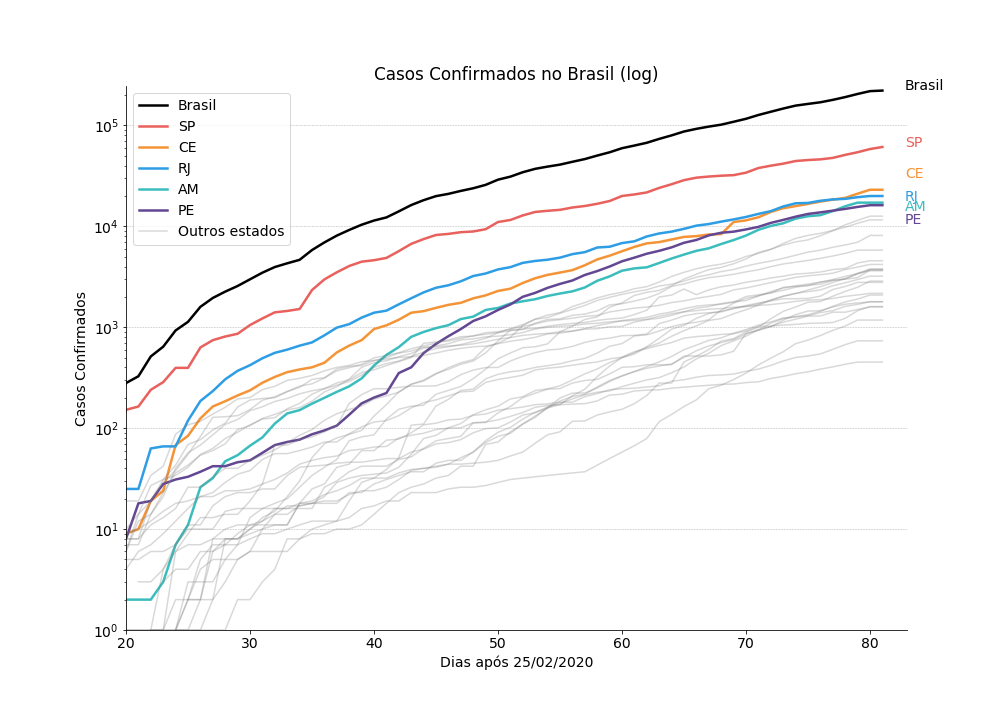 Casos Confirmados no Brasil (log)
Brasil
SP
CE
RJ
AM
PE
Outros estados
Brasil
SP
CE
RJ
AM
PE
Casos Confirmados
10^5
10^4
10^3
10^2
10^1
10^0
20 30 40 50 60 70 80
Dias após 25/02/2020